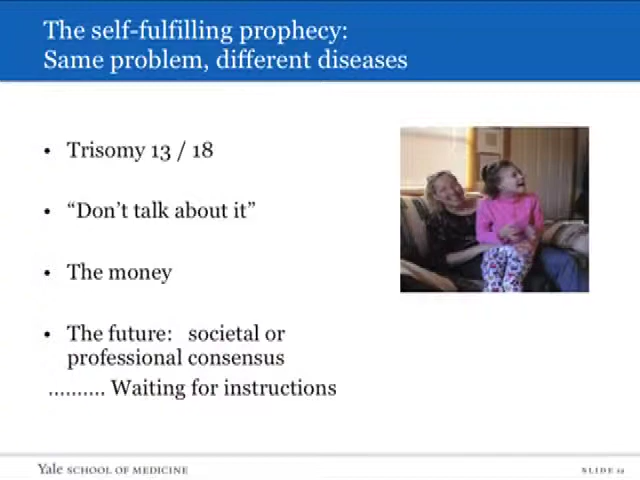 The self-fulfilling prophecy:
Same problem, different diseases
• Trisomy 13 / 18
• “Don’t talk about it”
• The money
• The future: societal or
professional consensus
.......... Waiting for instructions
Yale SCHOOL OF MEDICINE
SLIDE